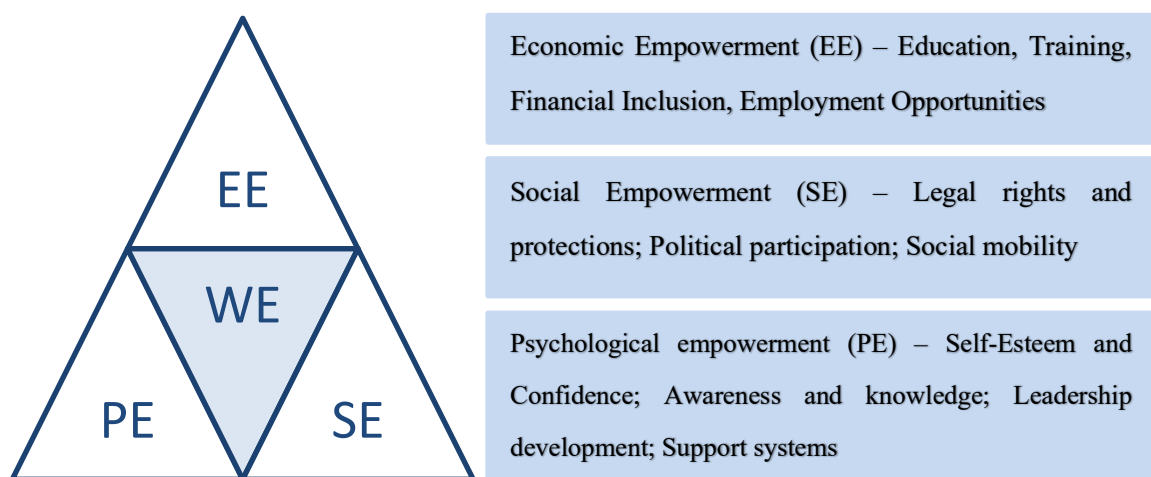 EE
WE
PE
SE
Economic Empowerment (EE) – Education, Training,
Financial Inclusion, Employment Opportunities
Social Empowerment (SE) – Legal rights and
protections; Political participation; Social mobility
Psychological empowerment (PE) – Self-Esteem and
Confidence; Awareness and knowledge; Leadership
development; Support systems